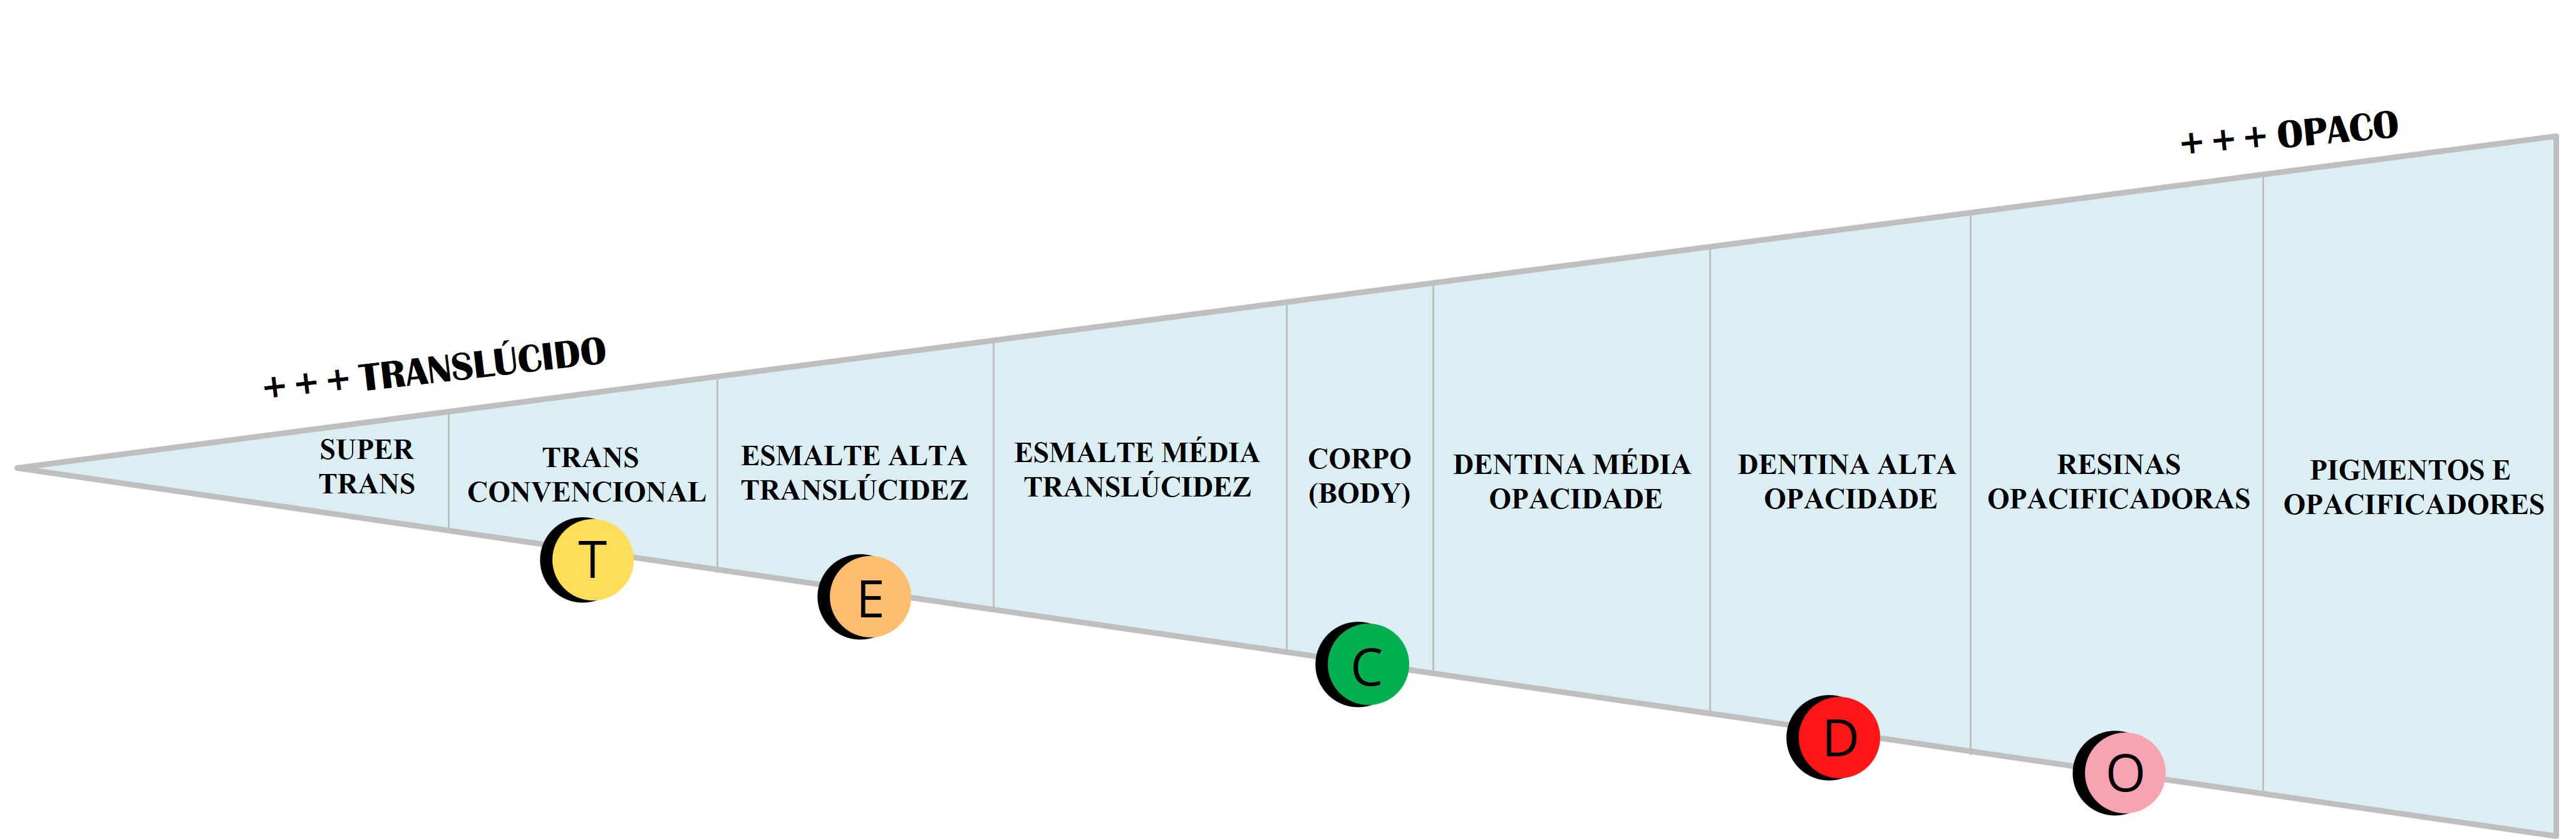 + + + OPACO
+ + + TRANSLÚCIDO
SUPER
TRANS
TRANS
CONVENCIONAL
ESMALTE ALTA
TRANSLÚCIDEZ
ESMALTE MÉDIA
TRANSLÚCIDEZ
CORPO
(BODY)
DENTINA MÉDIA
OPACIDADE
DENTINA ALTA
OPACIDADE
RESINAS
OPACIFICADORAS
PIGMENTOS E
OPACIFICADORES
T
E
C
D
O